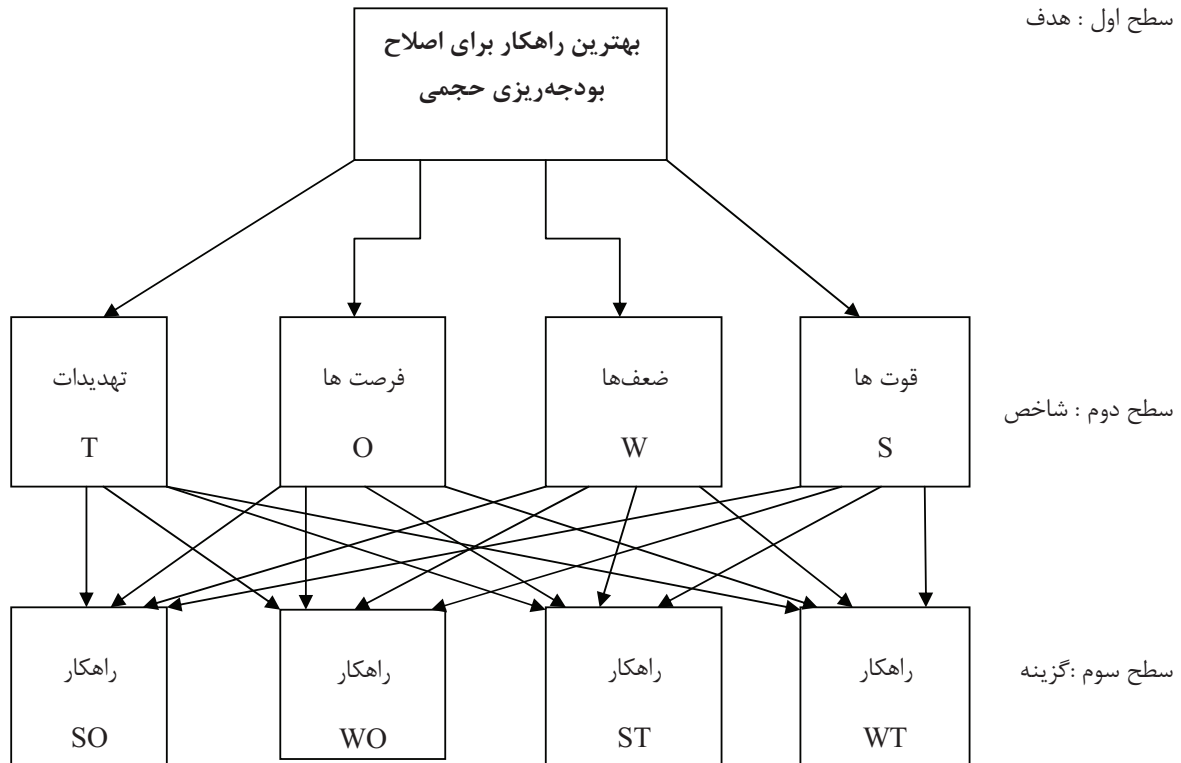 سطح اول : هدف
بهترین راهکار برای اصلاح
بودجه‌ریزی حجمی
سطح دوم : شاخص
قوت ها
S
ضعف‌ها
W
فرصت ها
O
تهدیدات
T
سطح سوم :گزینه
راهکار
WT
راهکار
ST
راهکار
WO
راهکار
SO